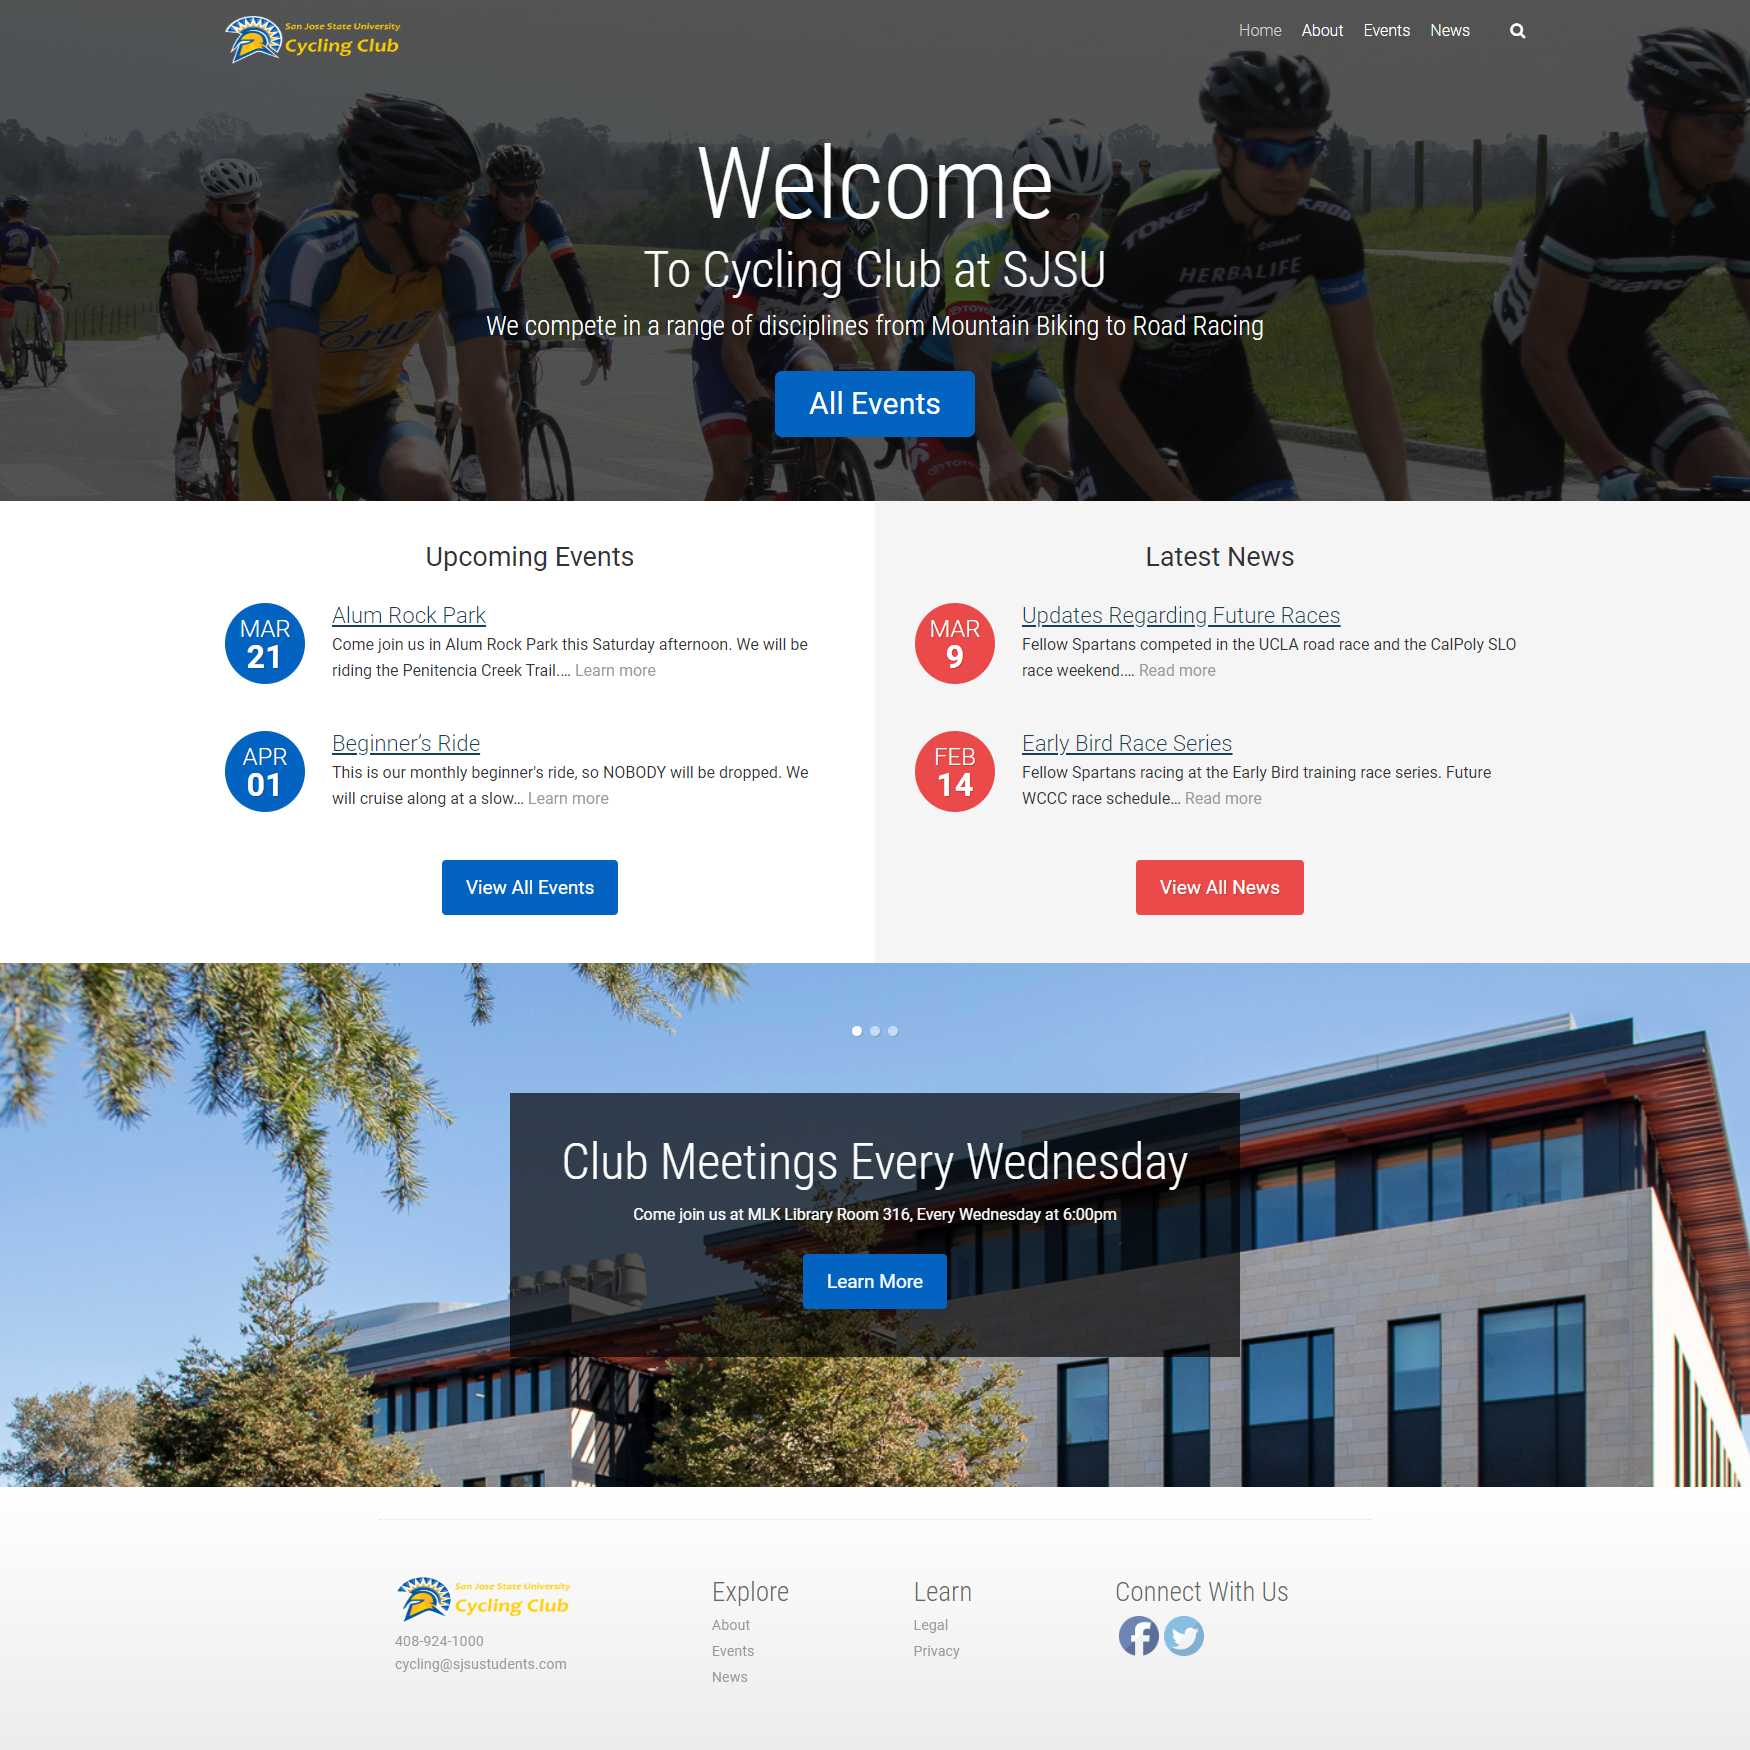 San Jose State University
Cycling Club
Home About Events News
Welcome
To Cycling Club at SJSU
We compete in a range of disciplines from Mountain Biking to Road Racing
All Events
TOKEN
KROD
GIANT
HERBALIFE
Bianchi
TOYO
GIANT
Upcoming Events
MAR
21
Alum Rock Park
Come join us in Alum Rock Park this Saturday afternoon. We will be
riding the Penitencia Creek Trail.... Learn more
APR
01
Beginner’s Ride
This is our monthly beginner's ride, so NOBODY will be dropped. We
will cruise along at a slow... Learn more
View All Events
Latest News
MAR
9
Updates Regarding Future Races
Fellow Spartans competed in the UCLA road race and the CalPoly SLO
race weekend.... Read more
FEB
14
Early Bird Race Series
Fellow Spartans racing at the Early Bird training race series. Future
WCCC race schedule... Read more
View All News
Club Meetings Every Wednesday
Come join us at MLK Library Room 316, Every Wednesday at 6:00pm
Learn More
San Jose State University
Cycling Club
408-924-1000
cycling@sjsustudents.com
Explore
About
Events
News
Learn
Legal
Privacy
Connect With Us